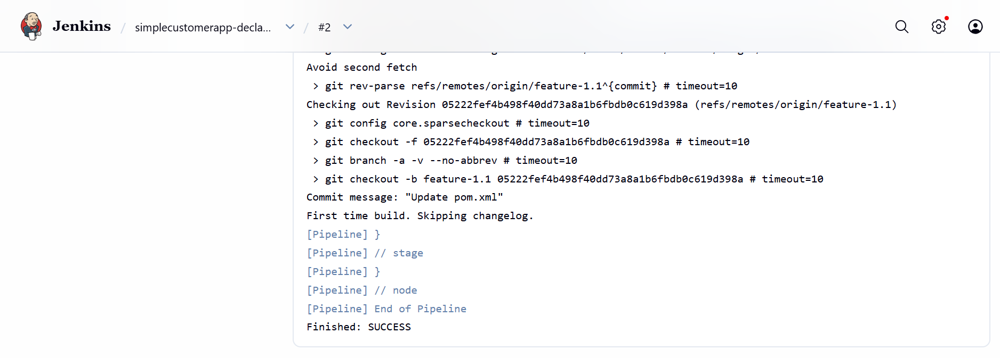 Jenkins / simplecustomerapp-decla... / #2
Avoid second fetch
> git rev-parse refs/remotes/origin/feature-1.1^{commit} # timeout=10
Checking out Revision 05222fef4b498f40dd73a8a1b6fbdb0c619d398a (refs/remotes/origin/feature-1.1)
> git config core.sparsecheckout # timeout=10
> git checkout -f 05222fef4b498f40dd73a8a1b6fbdb0c619d398a # timeout=10
> git branch -a -v --no-abbrev # timeout=10
> git checkout -b feature-1.1 05222fef4b498f40dd73a8a1b6fbdb0c619d398a # timeout=10
Commit message: "Update pom.xml"
First time build. Skipping changelog.
[Pipeline] }
[Pipeline] // stage
[Pipeline] }
[Pipeline] // node
[Pipeline] End of Pipeline
Finished: SUCCESS